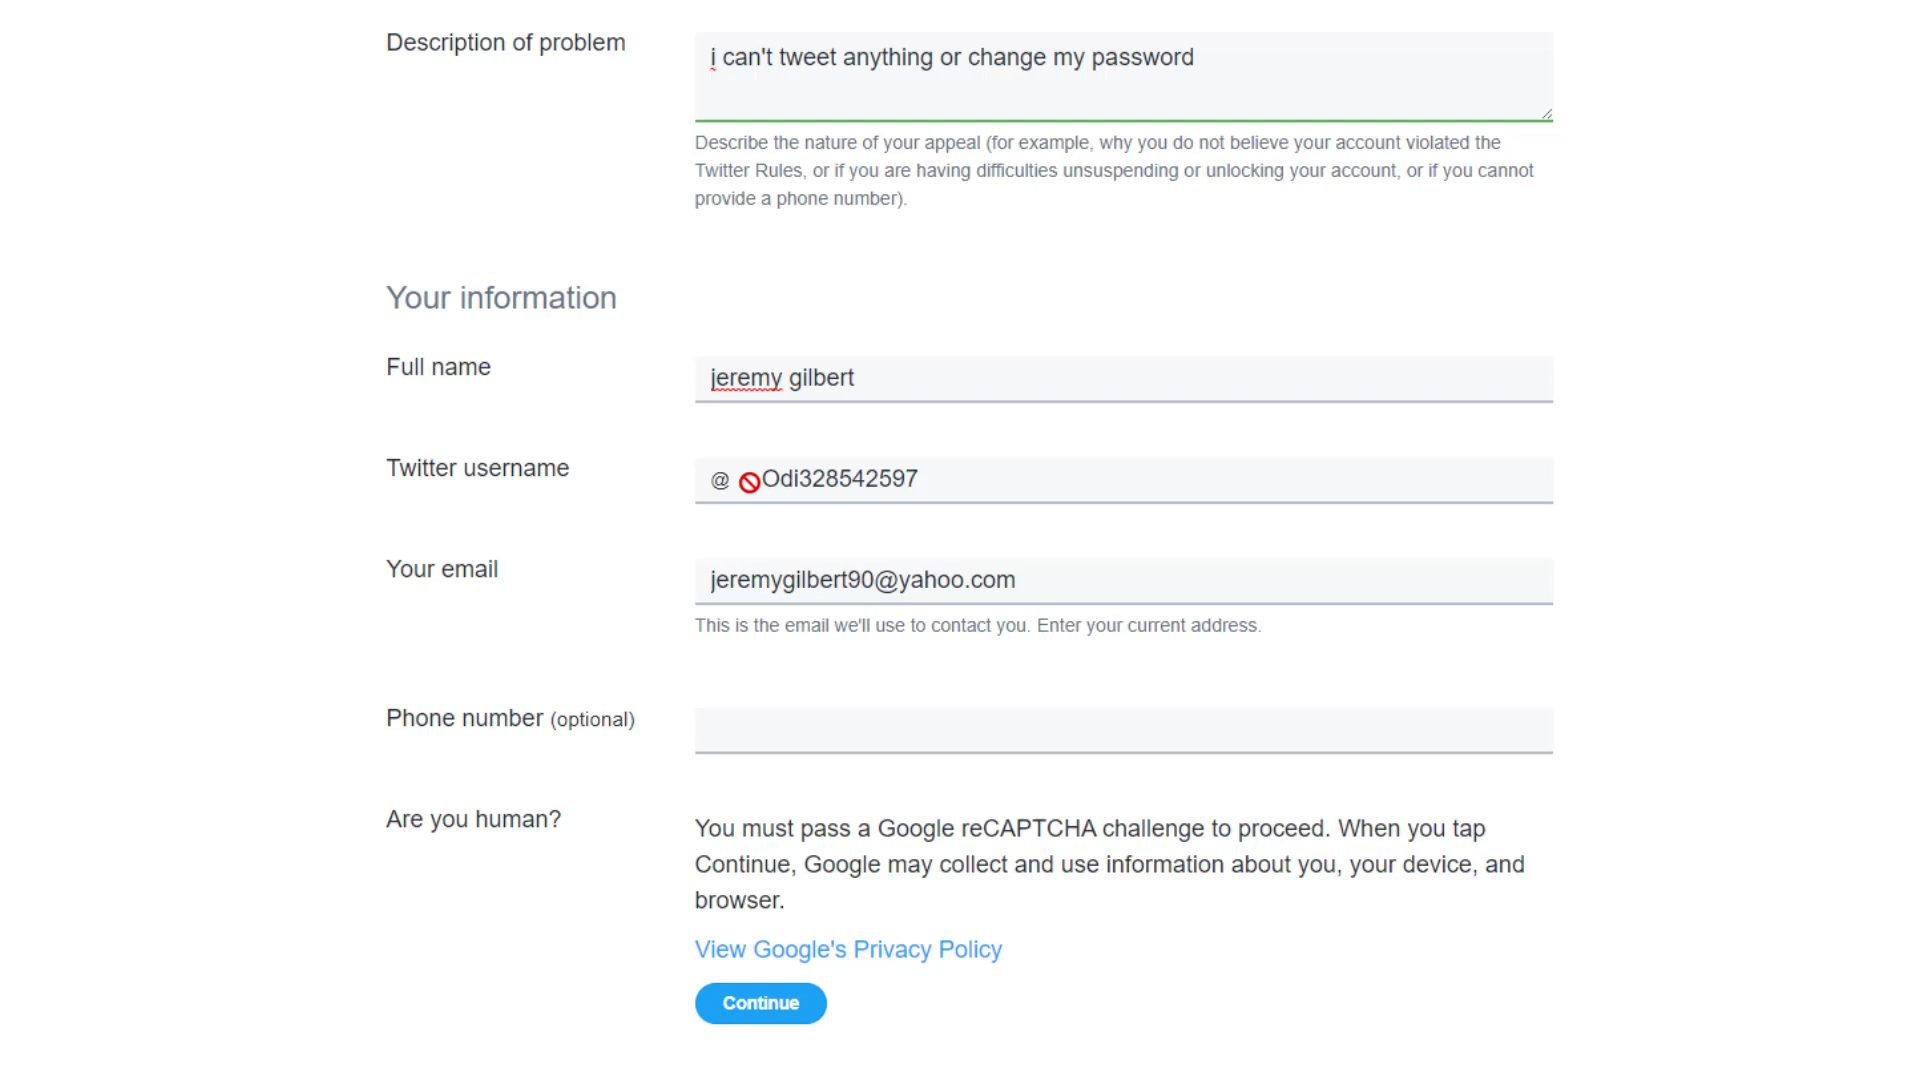 Description of problem
i can't tweet anything or change my password
Describe the nature of your appeal (for example, why you do not believe your account violated the
Twitter Rules, or if you are having difficulties unsuspending or unlocking your account, or if you cannot
provide a phone number).
Your information
Full name
jeremy gilbert
Twitter username
@ Odi328542597
Your email
jeremygilbert90@yahoo.com
This is the email we'll use to contact you. Enter your current address.
Phone number (optional)
Are you human?
You must pass a Google reCAPTCHA challenge to proceed. When you tap
Continue, Google may collect and use information about you, your device, and
browser.
View Google's Privacy Policy
Continue